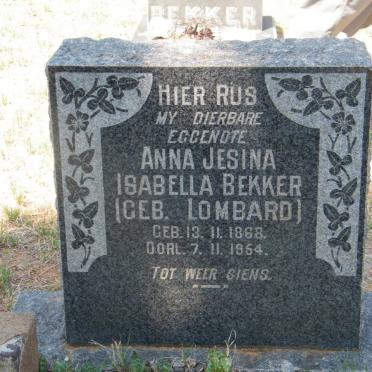 BEKKER
HIER RUS
MY DIERBARE
EGGENOTE
ANNA JESINA
ISABELLA BEKKER
(GEB. LOMBARD)
GEB. 13. 11. 1868.
OORL. 7. 11. 1954.
TOT WEER SIENS.